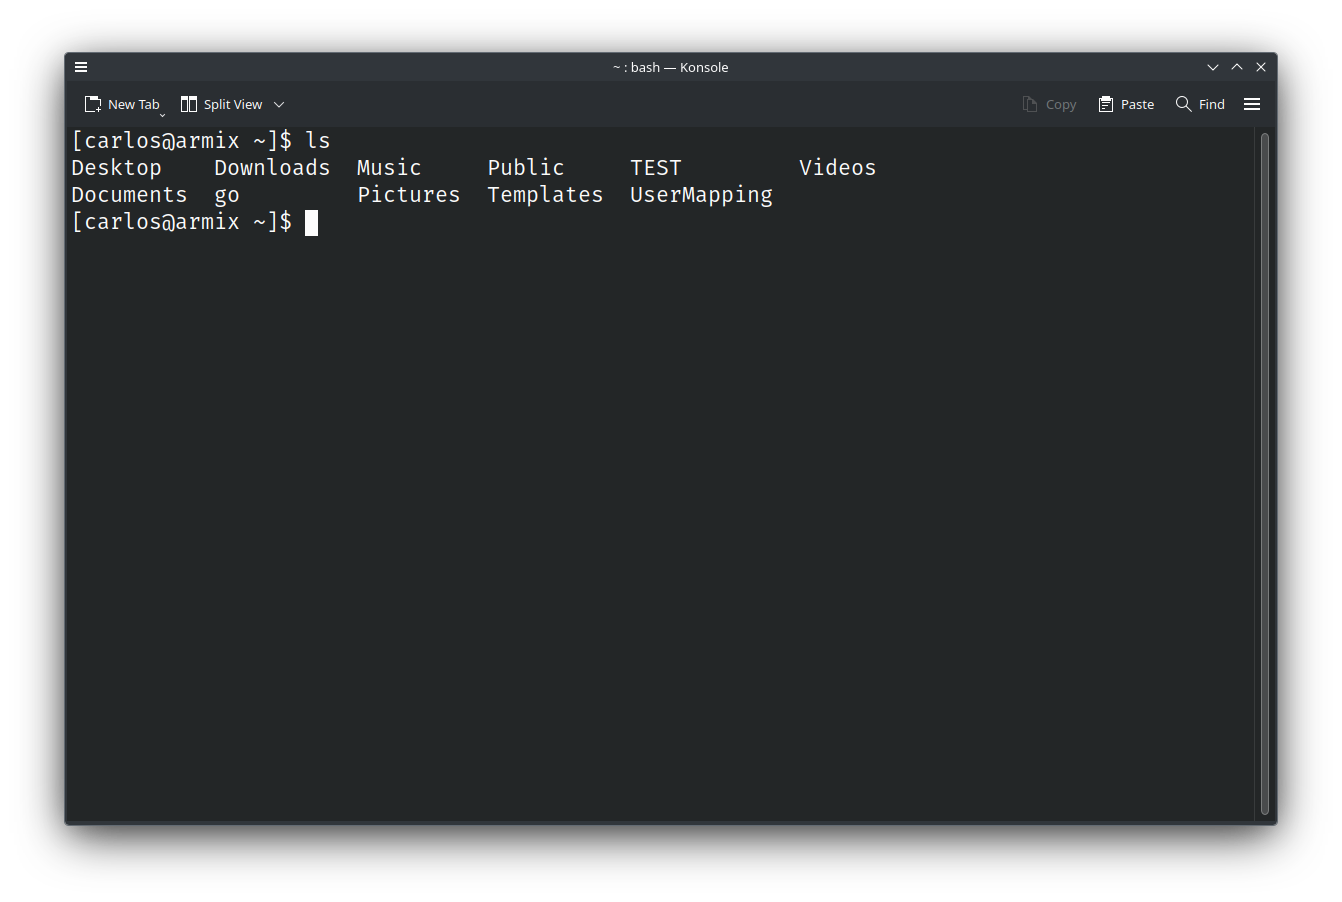 ~ : bash — Konsole
New Tab Split View Copy Paste Find
[carlos@armix ~]$ ls
Desktop    Downloads  Music     Public     TEST         Videos
Documents  go         Pictures  Templates  UserMapping
[carlos@armix ~]$